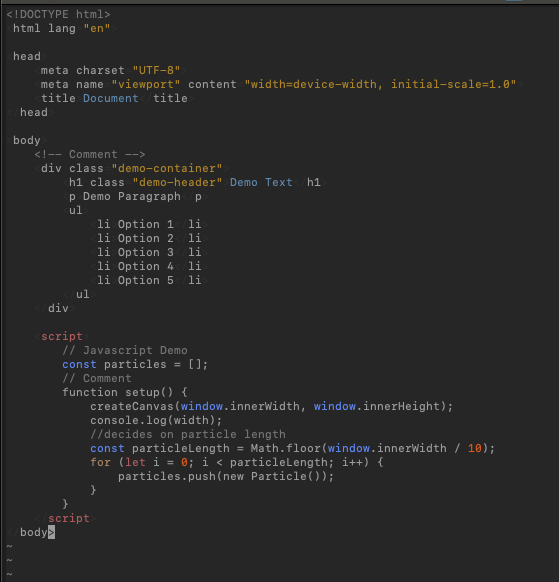 <!DOCTYPE html>
<html lang="en">
<head>
<meta charset="UTF-8">
<meta name="viewport" content="width=device-width, initial-scale=1.0">
<title>Document</title>
</head>
<body>
<!-- Comment -->
<div class="demo-container">
<h1 class="demo-header">Demo Text</h1>
<p>Demo Paragraph</p>
<ul>
<li>Option 1</li>
<li>Option 2</li>
<li>Option 3</li>
<li>Option 4</li>
<li>Option 5</li>
</ul>
</div>
<script>
// Javascript Demo
const particles = [];
// Comment
function setup() {
createCanvas(window.innerWidth, window.innerHeight);
console.log(width);
//decides on particle length
const particleLength = Math.floor(window.innerWidth / 10);
for (let i = 0; i < particleLength; i++) {
particles.push(new Particle());
}
}
</script>
</body>
~
~
~